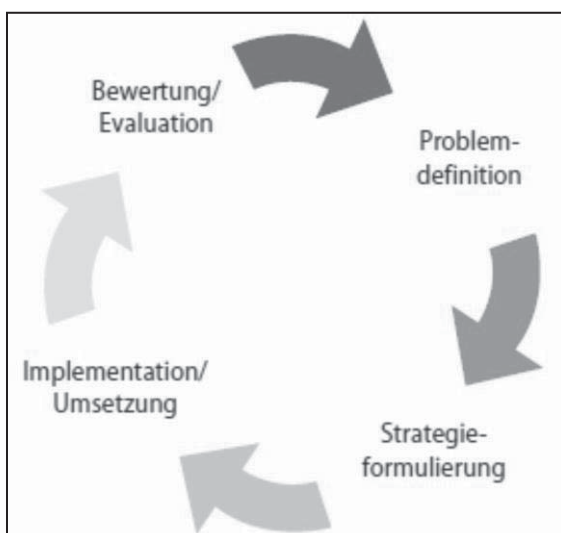 Bewertung/
Evaluation
Problem-
definition
Strategie-
formulierung
Implementation/
Umsetzung